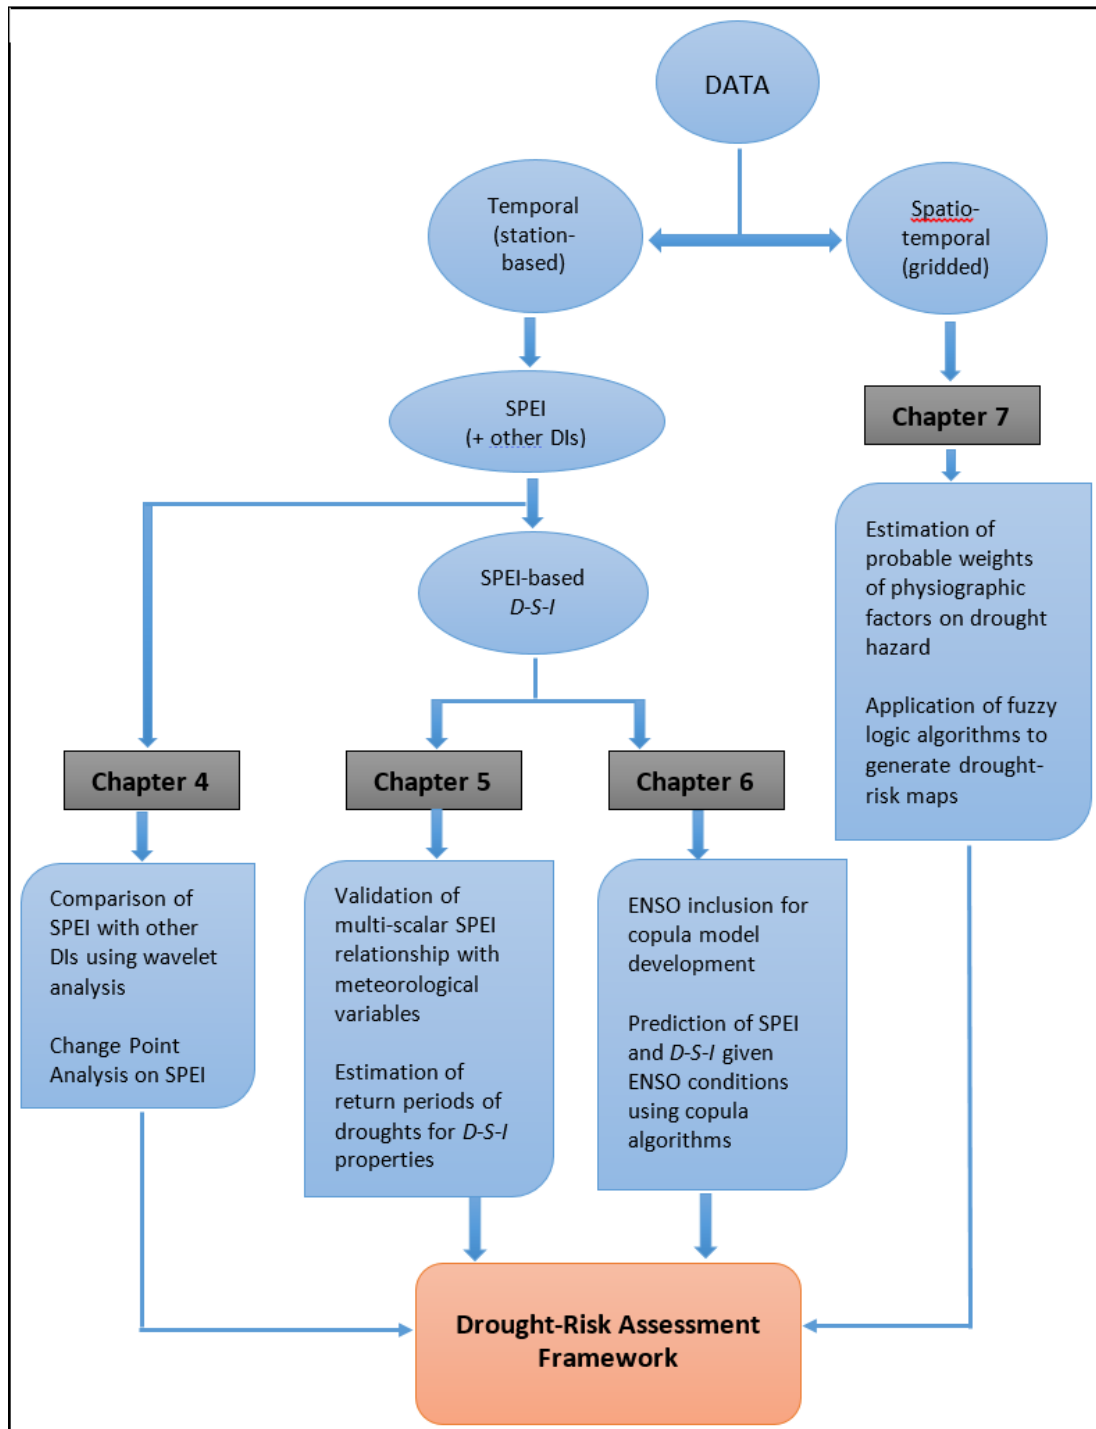 DATA
Temporal
(station-
based)
Spatio-
temporal
(gridded)
SPEI
(+ other DIs)
Chapter 7
SPEI-based
D-S-I
Estimation of
probable weights
of physiographic
factors on drought
hazard
Application of fuzzy
logic algorithms to
generate drought-
risk maps
Chapter 4
Chapter 5
Chapter 6
Comparison of
SPEI with other
DIs using wavelet
analysis
Change Point
Analysis on SPEI
Validation of
multi-scalar SPEI
relationship with
meteorological
variables
Estimation of
return periods of
droughts for D-S-I
properties
ENSO inclusion for
copula model
development
Prediction of SPEI
and D-S-I given
ENSO conditions
using copula
algorithms
Drought-Risk Assessment
Framework